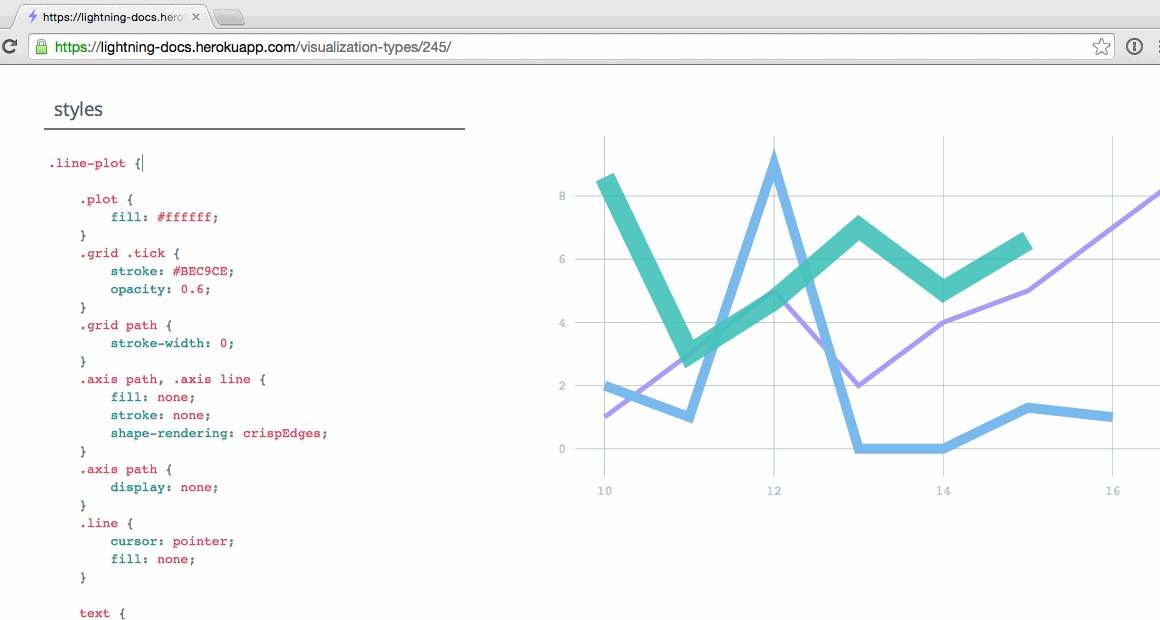 https://lightning-docs.hero
https://lightning-docs.herokuapp.com/visualization-types/245/
styles
.line-plot {
.plot {
fill: #ffffff;
}
.grid .tick {
stroke: #BEC9CE;
opacity: 0.6;
}
.grid path {
stroke-width: 0;
}
.axis path, .axis line {
fill: none;
stroke: none;
shape-rendering: crispEdges;
}
.axis path {
display: none;
}
.line {
cursor: pointer;
fill: none;
}
text {
8
6
4
2
0
10 12 14 16